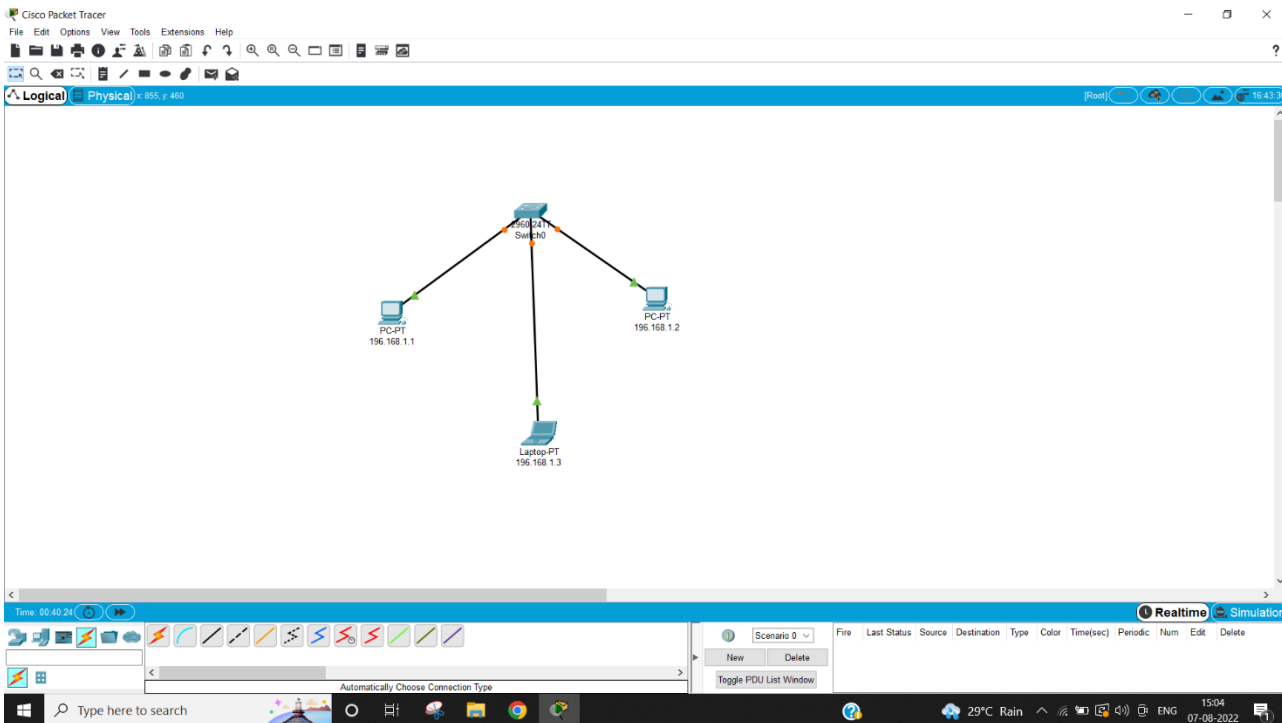 Cisco Packet Tracer
File Edit Options View Tools Extensions Help
?
Logical Physical x: 855, y: 460 [Root] 16:43:3
2960-24TT
Switch0
PC-PT
196.168.1.1
PC-PT
196.168.1.2
Laptop-PT
196.168.1.3
Time: 00:40:24 Realtime Simulation
Scenario 0 Fire Last Status Source Destination Type Color Time(sec) Periodic Num Edit Delete
New Delete
Toggle PDU List Window
Automatically Choose Connection Type
Type here to search 29°C Rain ENG 15:04
07-08-2022